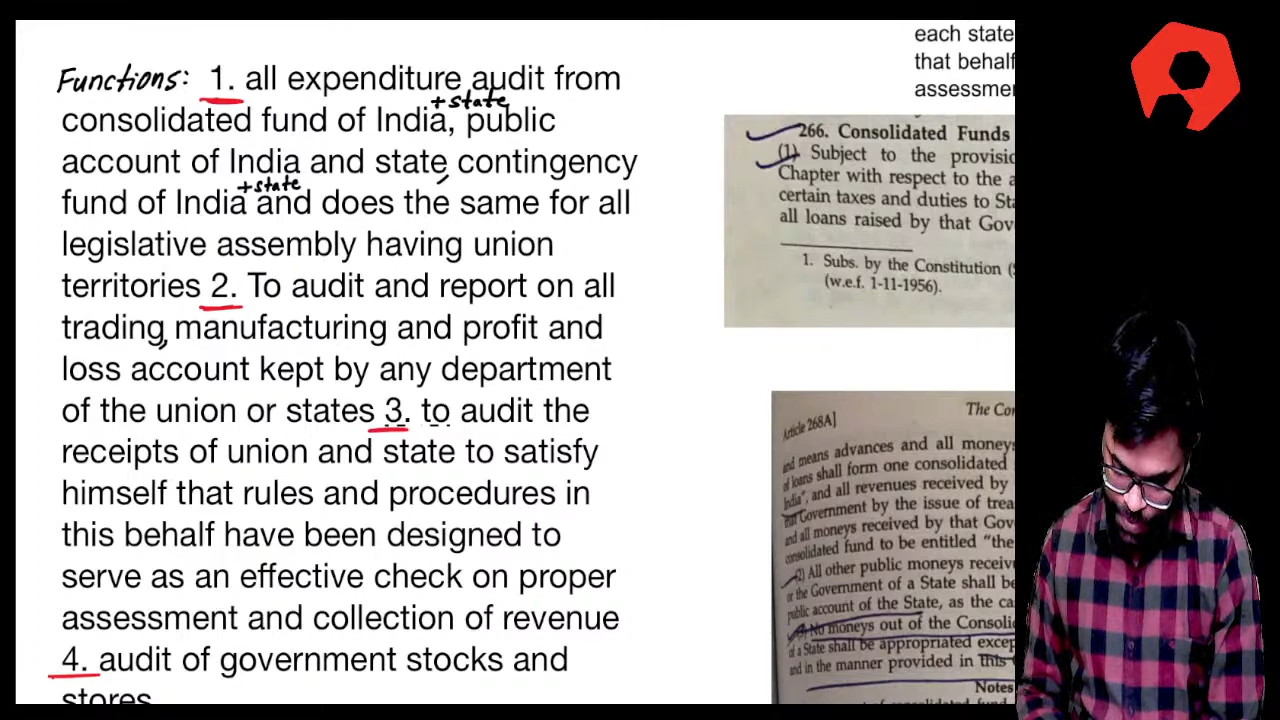 Functions: 1. all expenditure audit from
+ state
consolidated fund of India, public
account of India and state, contingency
+ state
fund of India and does the same for all
legislative assembly having union
territories 2. To audit and report on all
trading, manufacturing and profit and
loss account kept by any department
of the union or states 3. to audit the
receipts of union and state to satisfy
himself that rules and procedures in
this behalf have been designed to
serve as an effective check on proper
assessment and collection of revenue
4. audit of government stocks and
stores
each state
that behalf
assessme
266. Consolidated Funds
(1) Subject to the provisi
Chapter with respect to the a
certain taxes and duties to Sta
all loans raised by that Gov
1. Subs. by the Constitution (
(w.e.f. 1-11-1956).
Article 268A]
The Co
and means advances and all moneys
of loans shall form one consolidated
India", and all revenues received by
that Government by the issue of trea
and all moneys received by that Gov
consolidated fund to be entitled "the
(2) All other public moneys receiv
or the Government of a State shall be
public account of the State, as the ca
(3) No moneys out of the Consoli
of a State shall be appropriated excep
and in the manner provided in this
Notes